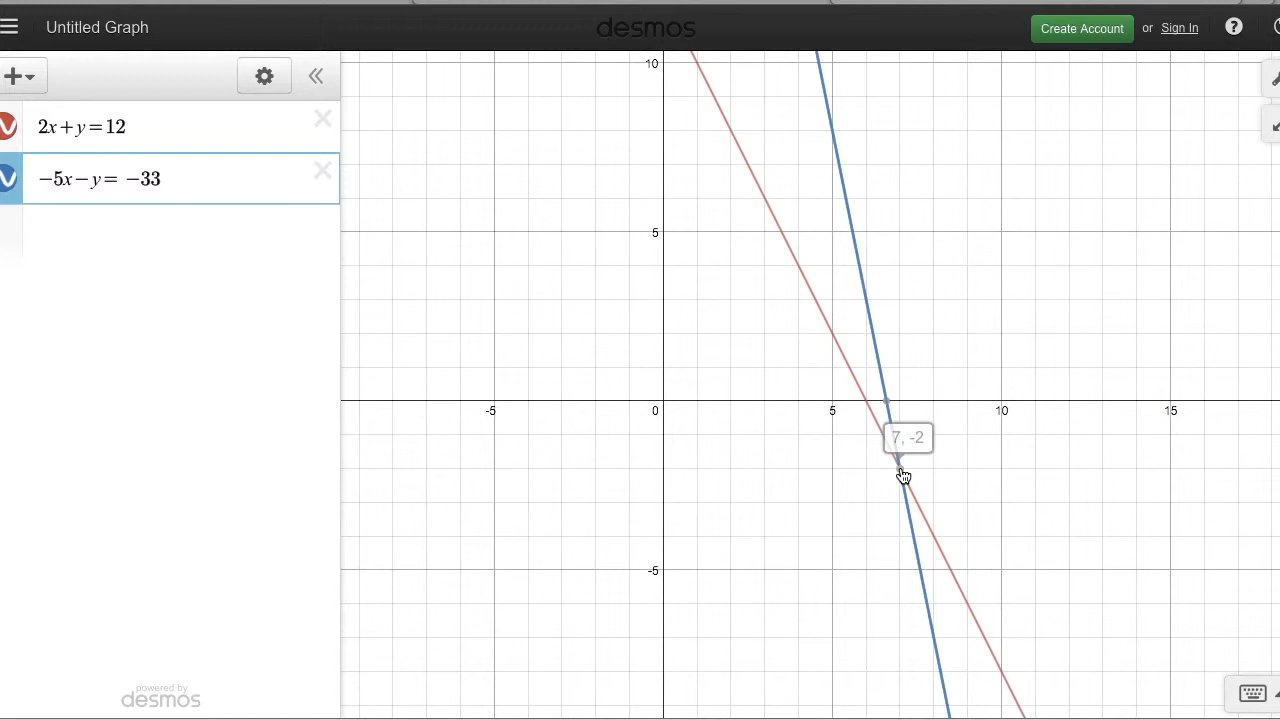 Untitled Graph
desmos
Create Account or Sign In ?
2x+y=12
−5x−y= −33
10
5
-5 0 5 10 15
7, -2
-5
powered by
desmos